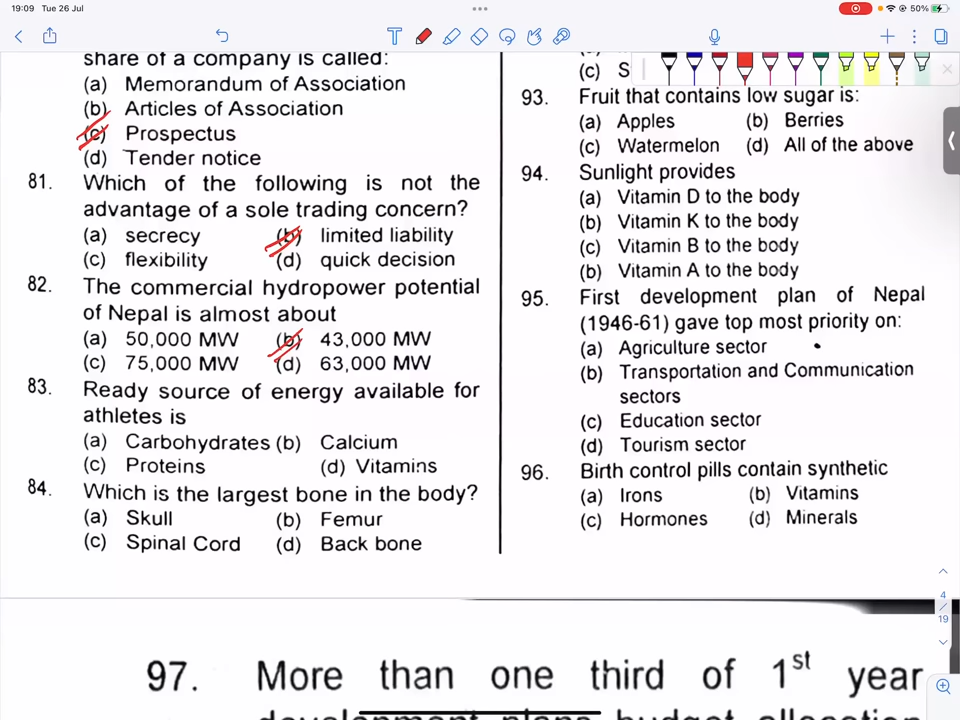 19:09 Tue 26 Jul
50%
share of a company is called:
(a) Memorandum of Association
(b) Articles of Association
(c) Prospectus
(d) Tender notice
81. Which of the following is not the
advantage of a sole trading concern?
(a) secrecy (b) limited liability
(c) flexibility (d) quick decision
82. The commercial hydropower potential
of Nepal is almost about
(a) 50,000 MW (b) 43,000 MW
(c) 75,000 MW (d) 63,000 MW
83. Ready source of energy available for
athletes is
(a) Carbohydrates (b) Calcium
(c) Proteins (d) Vitamins
84. Which is the largest bone in the body?
(a) Skull (b) Femur
(c) Spinal Cord (d) Back bone
(c) S
93. Fruit that contains low sugar is:
(a) Apples (b) Berries
(c) Watermelon (d) All of the above
94. Sunlight provides
(a) Vitamin D to the body
(b) Vitamin K to the body
(c) Vitamin B to the body
(b) Vitamin A to the body
95. First development plan of Nepal
(1946-61) gave top most priority on:
(a) Agriculture sector
(b) Transportation and Communication
sectors
(c) Education sector
(d) Tourism sector
96. Birth control pills contain synthetic
(a) Irons (b) Vitamins
(c) Hormones (d) Minerals
4
/
19
97. More than one third of 1st year